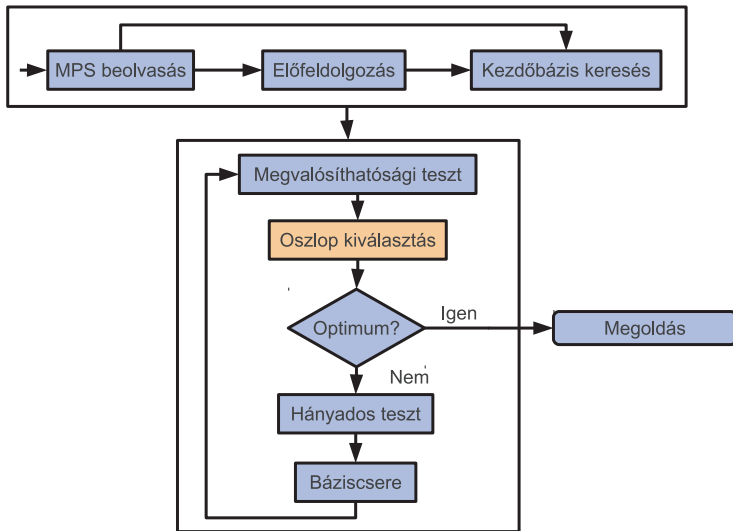 MPS beolvasás
Előfeldolgozás
Kezdőbázis keresés
Megvalósíthatósági teszt
Oszlop kiválasztás
Optimum?
Igen
Megoldás
Nem
Hányados teszt
Báziscsere